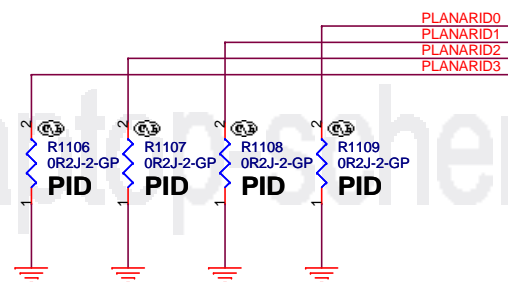 PLANARID0
PLANARID1
PLANARID2
PLANARID3
2 2 2 2
R1106 R1107 R1108 R1109
0R2J-2-GP 0R2J-2-GP 0R2J-2-GP 0R2J-2-GP
PID PID PID PID
1 1 1 1